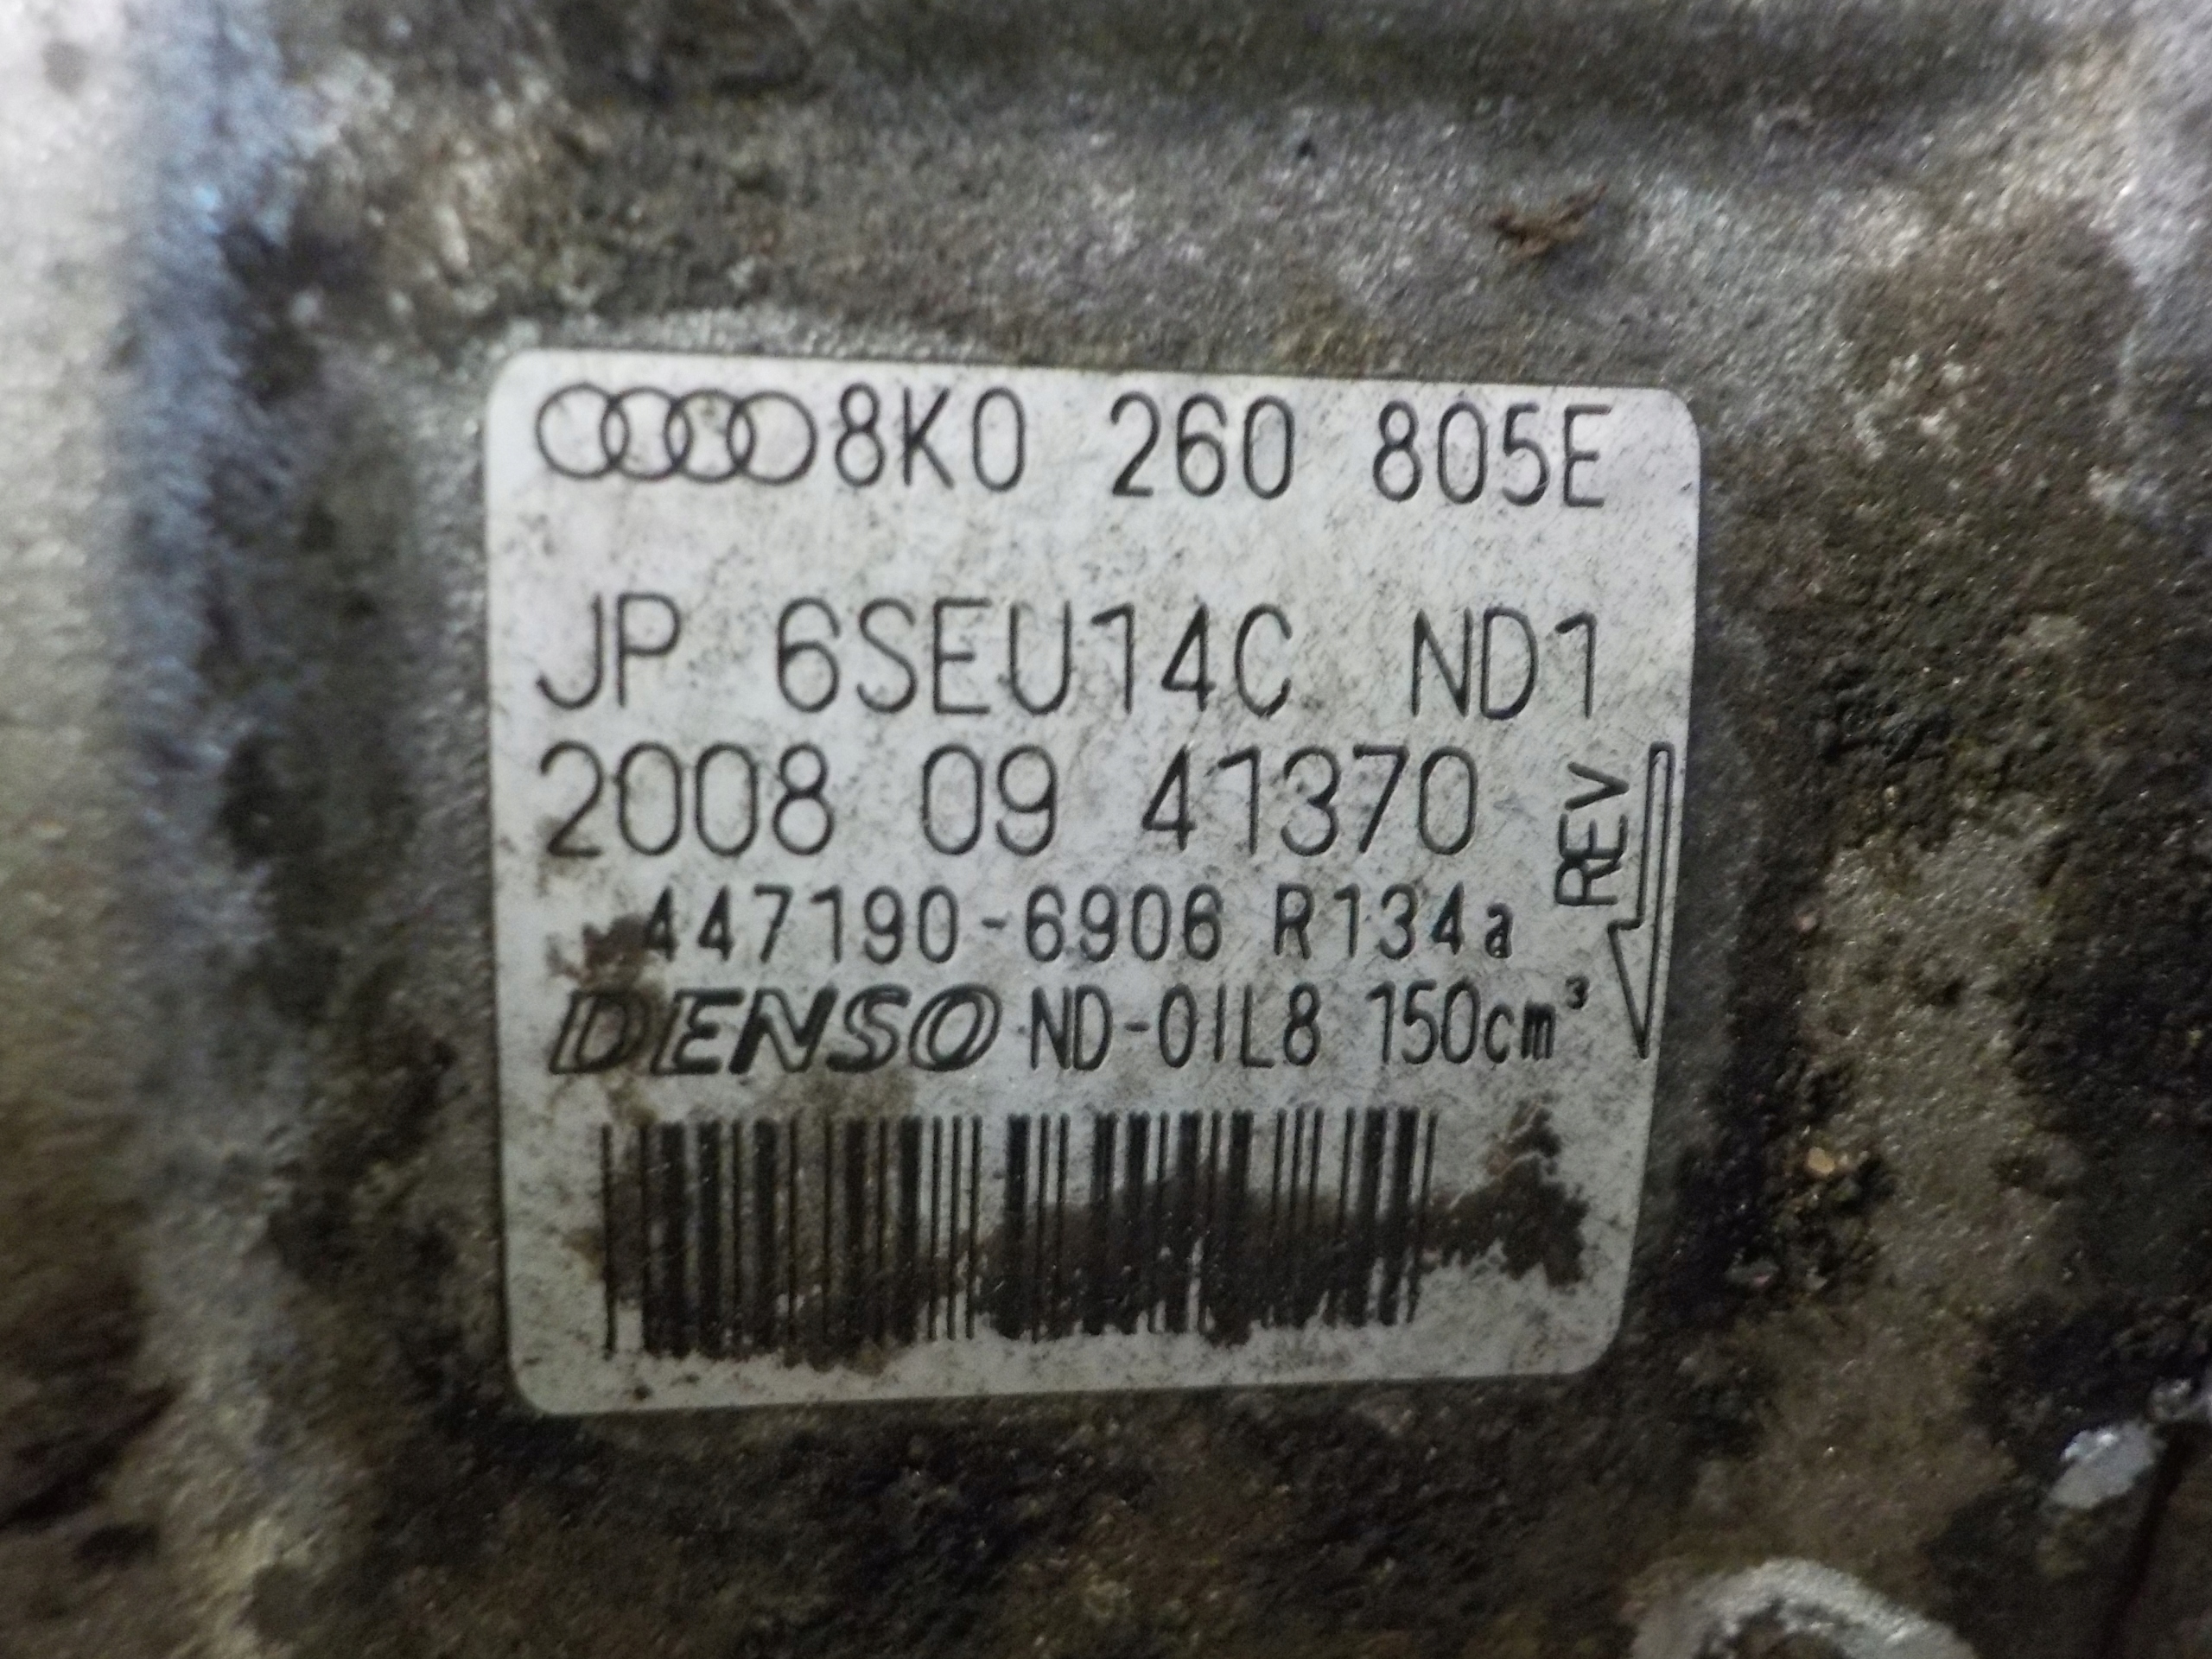 8K0 260 805E
JP 6SEU14C ND1
2008 09 41370
REV
447190-6906 R134a
DENSO ND-OIL8 150cm³